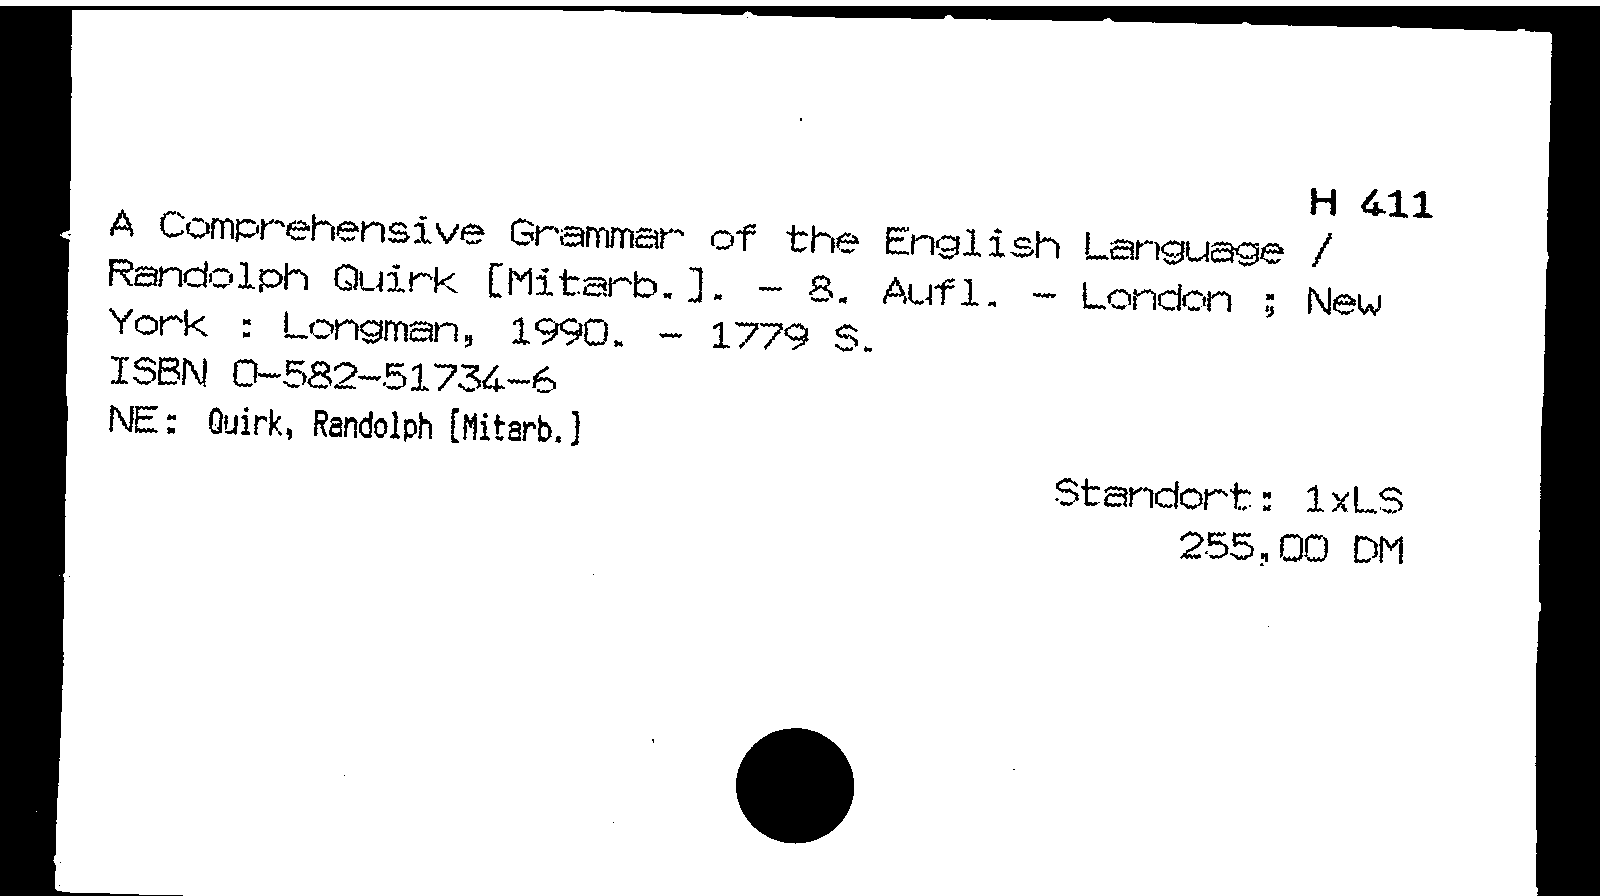 H 411
A Comprehensive Grammar of the English Language /
Randolph Quirk [Mitarb.]. - 8. Aufl. - London ; New
York : Longman, 1990. - 1779 S.
ISBN 0-582-51734-6
NE: Quirk, Randolph [Mitarb.]
Standort: 1xLS
255,00 DM